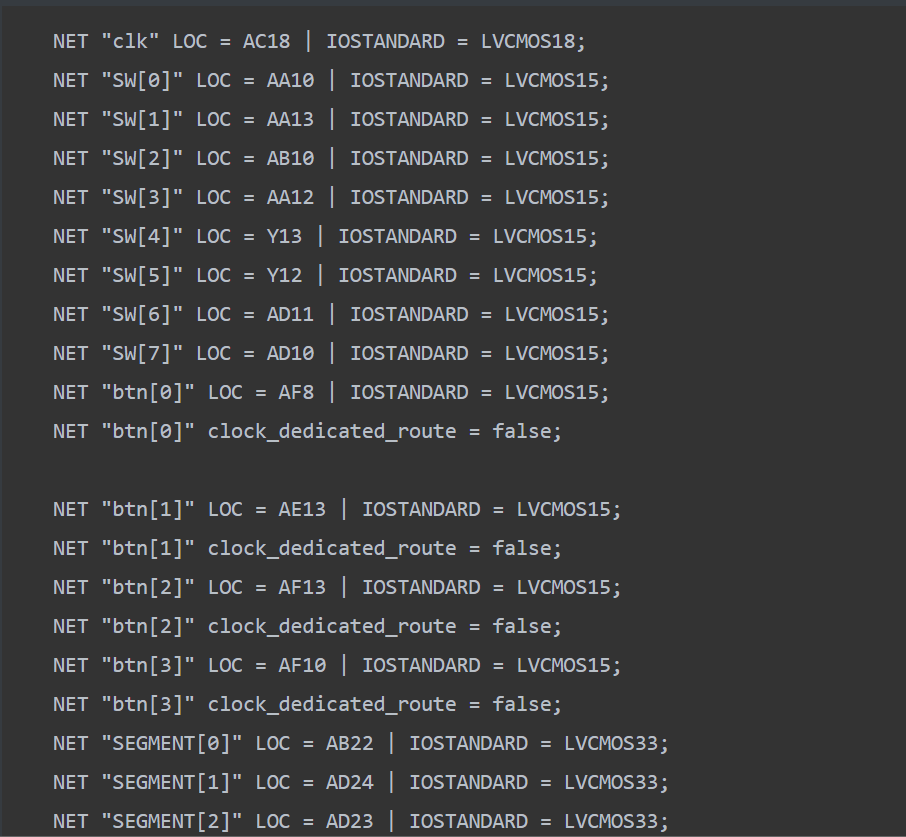 NET "clk" LOC = AC18 | IOSTANDARD = LVCMOS18;
NET "SW[0]" LOC = AA10 | IOSTANDARD = LVCMOS15;
NET "SW[1]" LOC = AA13 | IOSTANDARD = LVCMOS15;
NET "SW[2]" LOC = AB10 | IOSTANDARD = LVCMOS15;
NET "SW[3]" LOC = AA12 | IOSTANDARD = LVCMOS15;
NET "SW[4]" LOC = Y13 | IOSTANDARD = LVCMOS15;
NET "SW[5]" LOC = Y12 | IOSTANDARD = LVCMOS15;
NET "SW[6]" LOC = AD11 | IOSTANDARD = LVCMOS15;
NET "SW[7]" LOC = AD10 | IOSTANDARD = LVCMOS15;
NET "btn[0]" LOC = AF8 | IOSTANDARD = LVCMOS15;
NET "btn[0]" clock_dedicated_route = false;
NET "btn[1]" LOC = AE13 | IOSTANDARD = LVCMOS15;
NET "btn[1]" clock_dedicated_route = false;
NET "btn[2]" LOC = AF13 | IOSTANDARD = LVCMOS15;
NET "btn[2]" clock_dedicated_route = false;
NET "btn[3]" LOC = AF10 | IOSTANDARD = LVCMOS15;
NET "btn[3]" clock_dedicated_route = false;
NET "SEGMENT[0]" LOC = AB22 | IOSTANDARD = LVCMOS33;
NET "SEGMENT[1]" LOC = AD24 | IOSTANDARD = LVCMOS33;
NET "SEGMENT[2]" LOC = AD23 | IOSTANDARD = LVCMOS33;